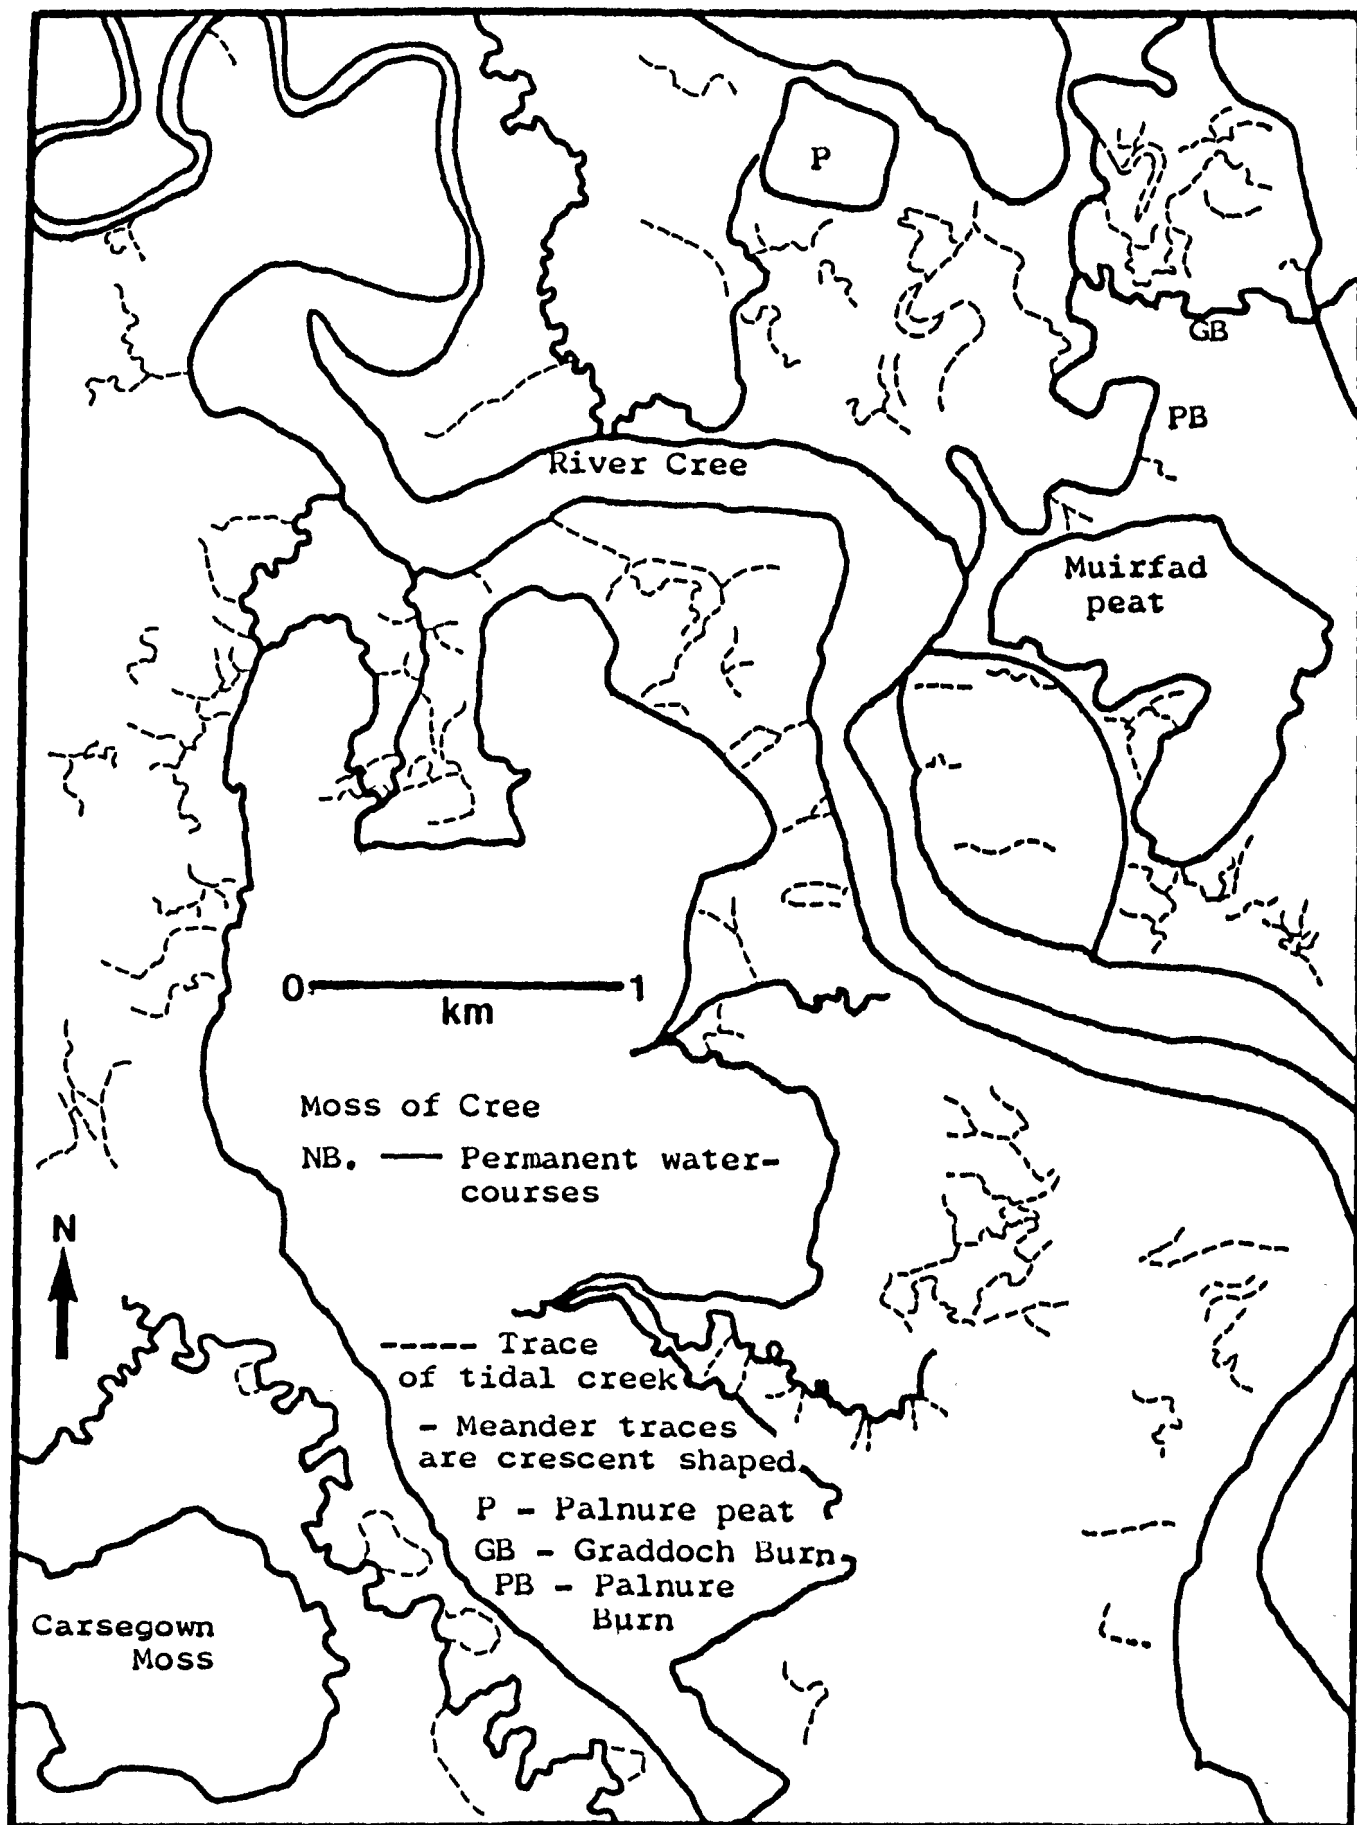 P
GB
PB
River Cree
Muirfad
peat
0 1
km
Moss of Cree
NB. — Permanent water-
courses
N
----- Trace
of tidal creek
- Meander traces
are crescent shaped
P - Palnure peat
GB - Graddoch Burn
PB - Palnure
Burn
Carsegown
Moss